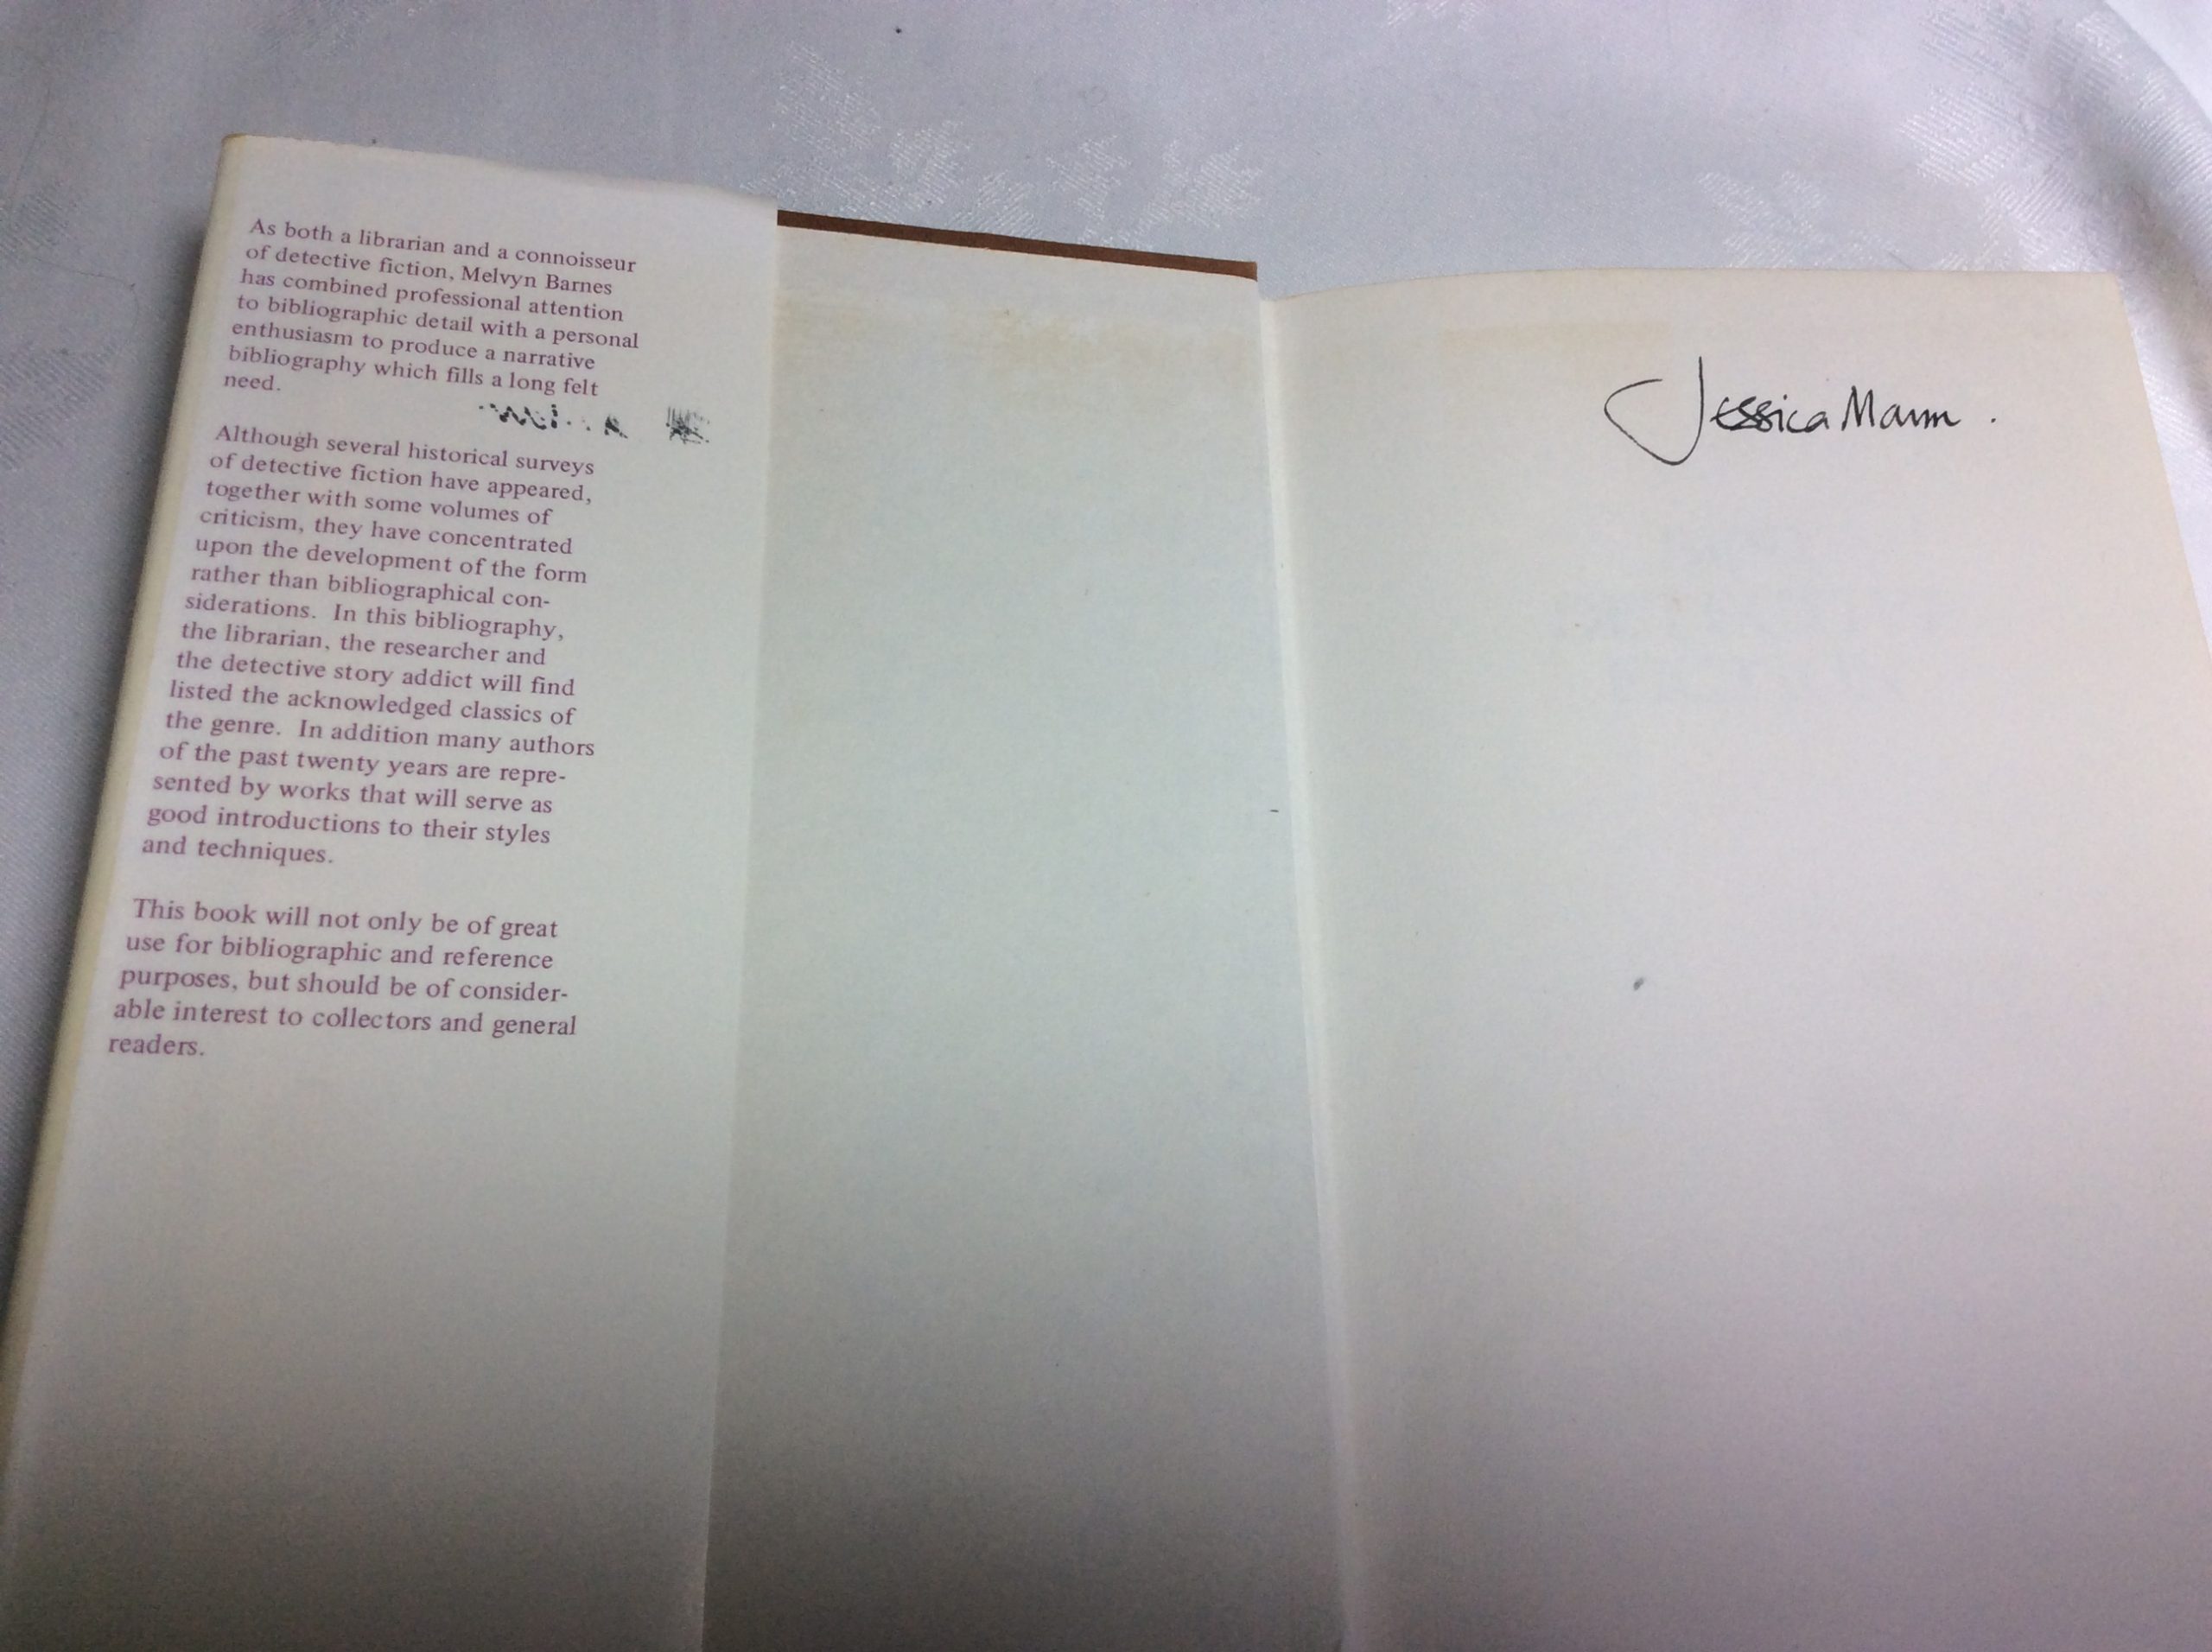 As both a librarian and a connoisseur
of detective fiction, Melvyn Barnes
has combined professional attention
to bibliographic detail with a personal
enthusiasm to produce a narrative
bibliography which fills a long felt
need.
Although several historical surveys
of detective fiction have appeared,
together with some volumes of
criticism, they have concentrated
upon the development of the form
rather than bibliographical con-
siderations. In this bibliography,
the librarian, the researcher and
the detective story addict will find
listed the acknowledged classics of
the genre. In addition many authors
of the past twenty years are repre-
sented by works that will serve as
good introductions to their styles
and techniques.
This book will not only be of great
use for bibliographic and reference
purposes, but should be of consider-
able interest to collectors and general
readers.
Jessica Mann.